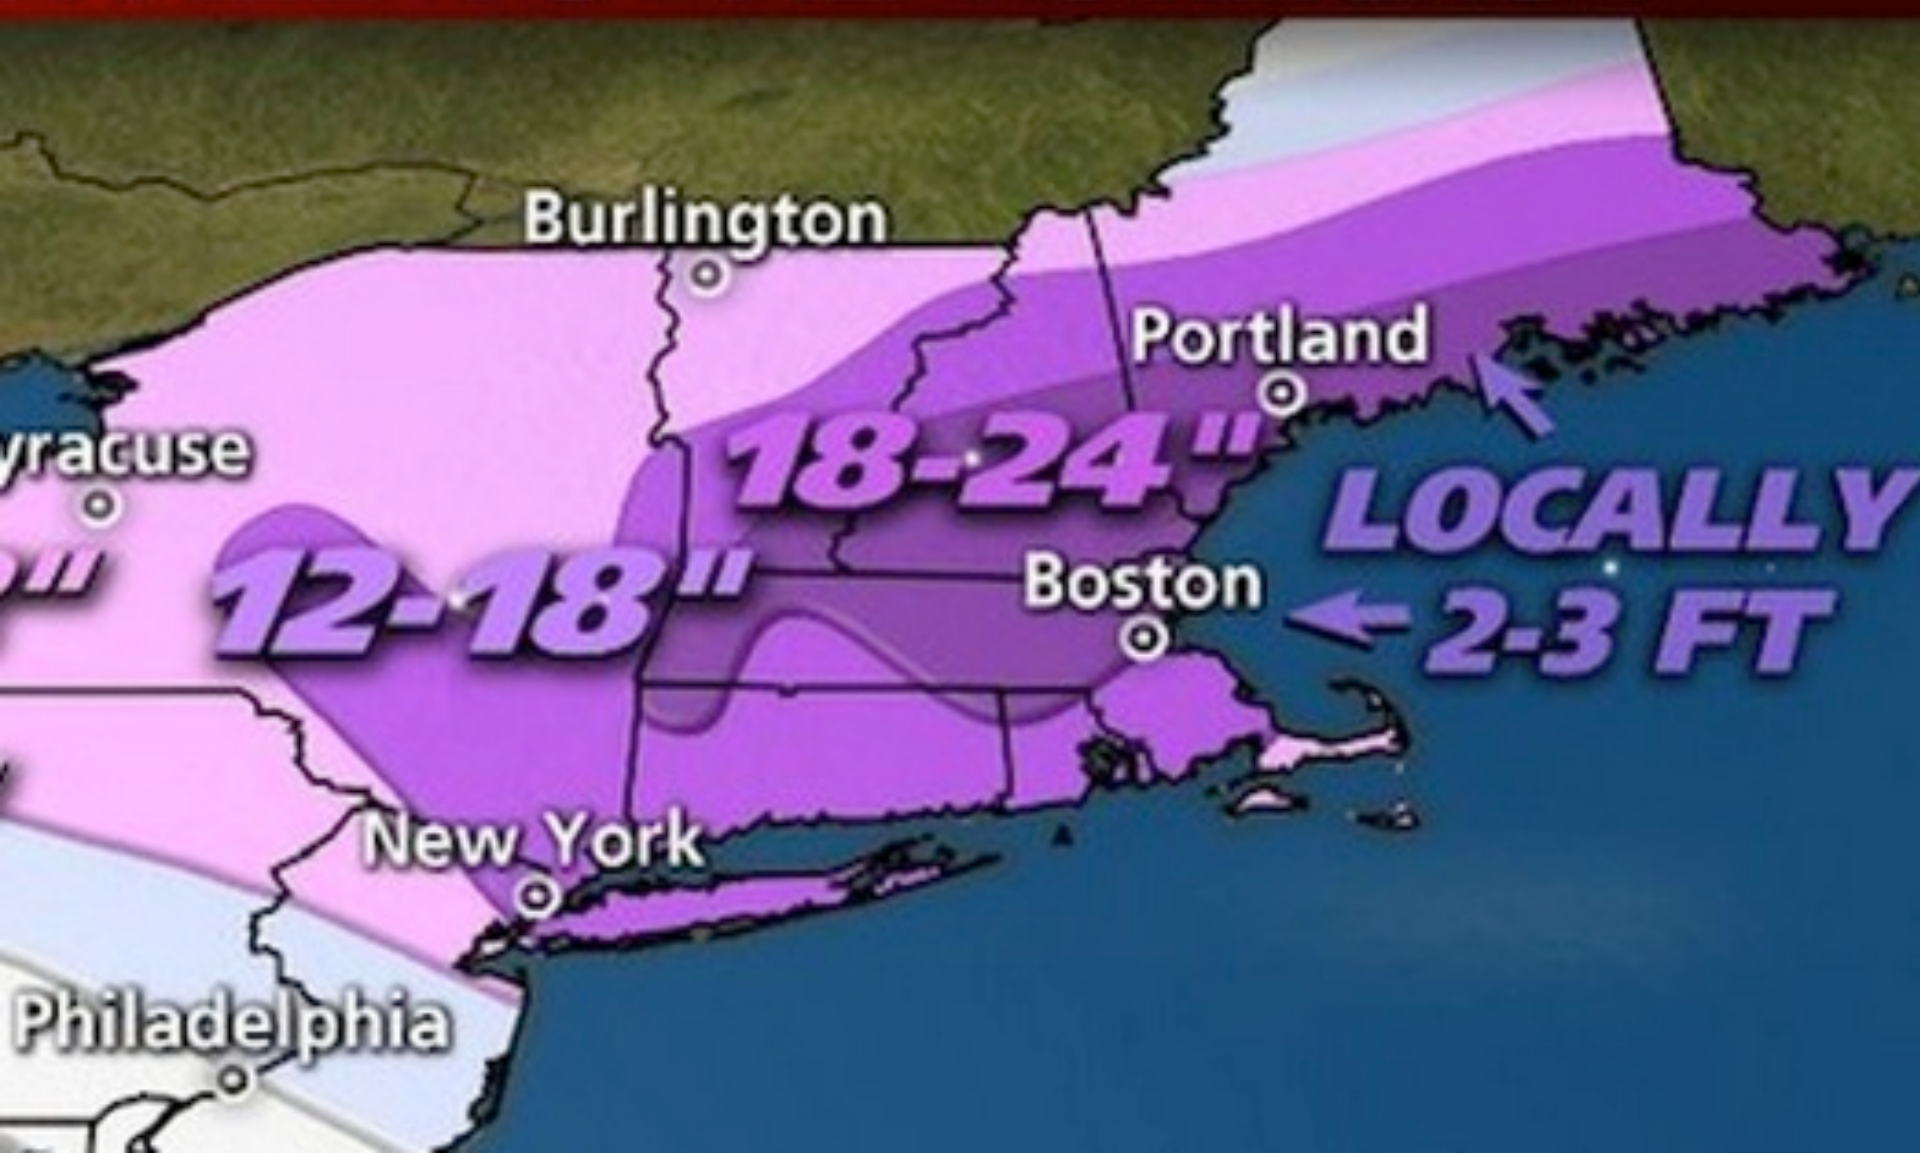 Burlington
Portland
yracuse
18-24"
LOCALLY
12-18"
Boston
2-3 FT
New York
Philadelphia